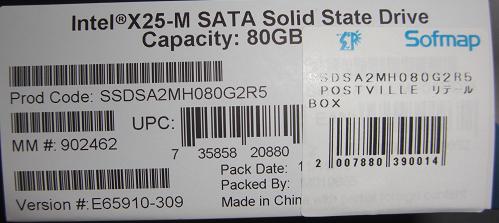 Intel®X25-M SATA Solid State Drive
Capacity: 80GB
Sofmap
Prod Code: SSDSA2MH080G2R5
SSDSA2MH080G2R5
POSTVILLE リテール
BOX
UPC:
MM #: 902462
7 35858 20880
2 007880 390014
Pack Date: 1
Packed By:
Version #: E65910-309
Made in Chin